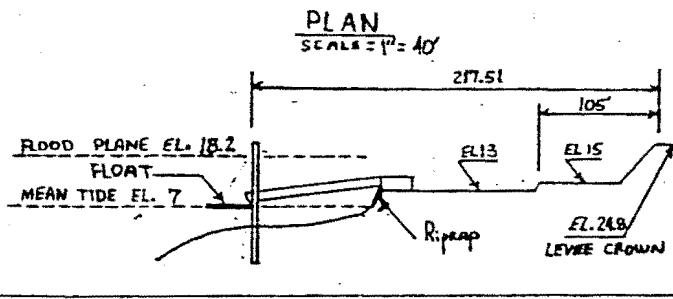 PLAN
SCALE = 1" = 40'
217.51
105'
FLOOD PLANE EL. 18.2
FLOAT
MEAN TIDE EL. 7
EL 13
EL 15
Riprap
EL. 24.8
LEVEE CROWN